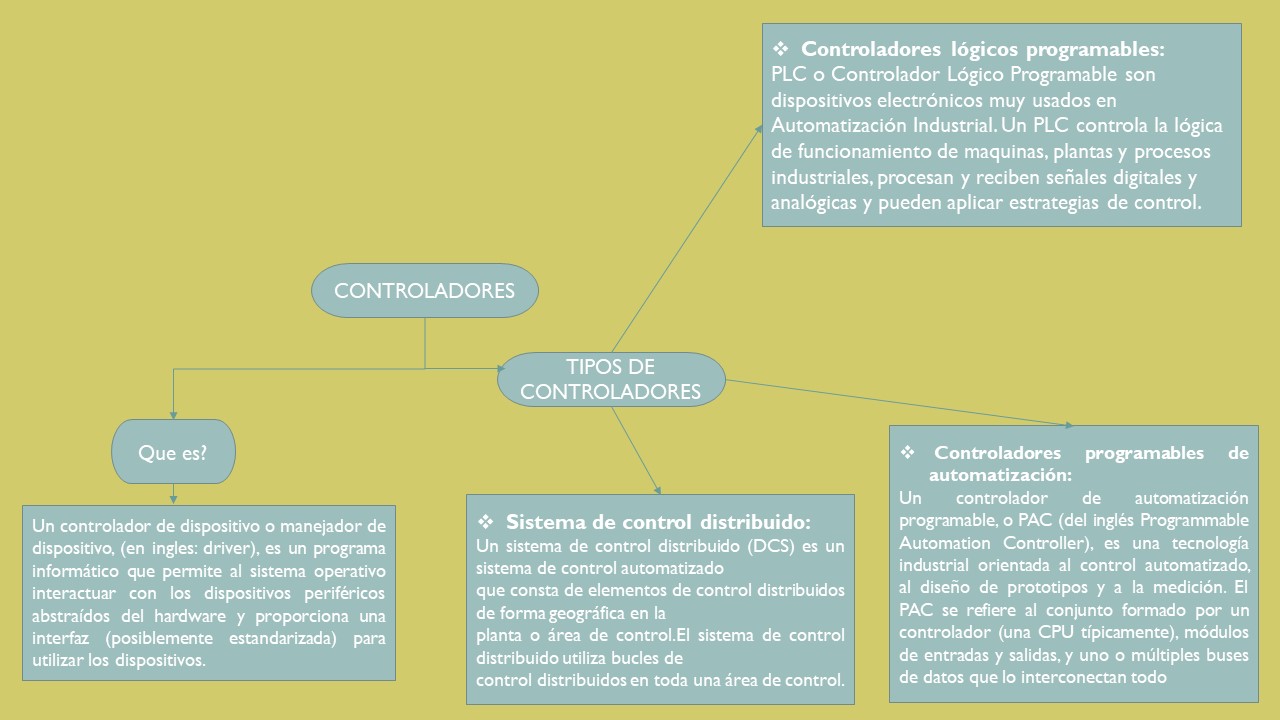 ❖ Controladores lógicos programables:
PLC o Controlador Lógico Programable son
dispositivos electrónicos muy usados en
Automatización Industrial. Un PLC controla la lógica
de funcionamiento de maquinas, plantas y procesos
industriales, procesan y reciben señales digitales y
analógicas y pueden aplicar estrategias de control.
CONTROLADORES
TIPOS DE
CONTROLADORES
Que es?
Un controlador de dispositivo o manejador de
dispositivo, (en ingles: driver), es un programa
informático que permite al sistema operativo
interactuar con los dispositivos periféricos
abstraídos del hardware y proporciona una
interfaz (posiblemente estandarizada) para
utilizar los dispositivos.
❖ Sistema de control distribuido:
Un sistema de control distribuido (DCS) es un
sistema de control automatizado
que consta de elementos de control distribuidos
de forma geográfica en la
planta o área de control.El sistema de control
distribuido utiliza bucles de
control distribuidos en toda una área de control.
❖ Controladores programables de
automatización:
Un controlador de automatización
programable, o PAC (del inglés Programmable
Automation Controller), es una tecnología
industrial orientada al control automatizado,
al diseño de prototipos y a la medición. El
PAC se refiere al conjunto formado por un
controlador (una CPU típicamente), módulos
de entradas y salidas, y uno o múltiples buses
de datos que lo interconectan todo